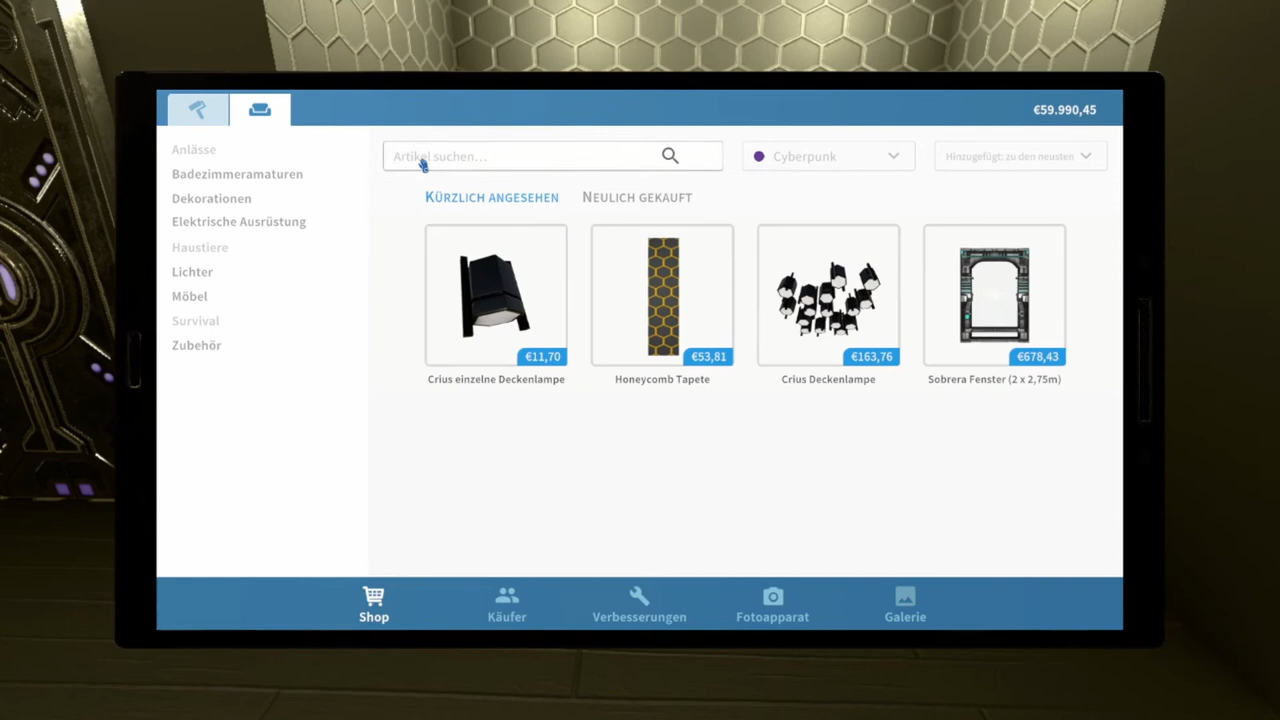 €59.990,45
Anlässe
Badezimmeramaturen
Dekorationen
Elektrische Ausrüstung
Haustiere
Lichter
Möbel
Survival
Zubehör
Artikel suchen...
Cyberpunk
Hinzugefügt: zu den neusten
KÜRZLICH ANGESEHEN
NEULICH GEKAUFT
€11,70
€53,81
€163,76
€678,43
Crius einzelne Deckenlampe
Honeycomb Tapete
Crius Deckenlampe
Sobrera Fenster (2 x 2,75m)
Shop
Käufer
Verbesserungen
Fotoapparat
Galerie